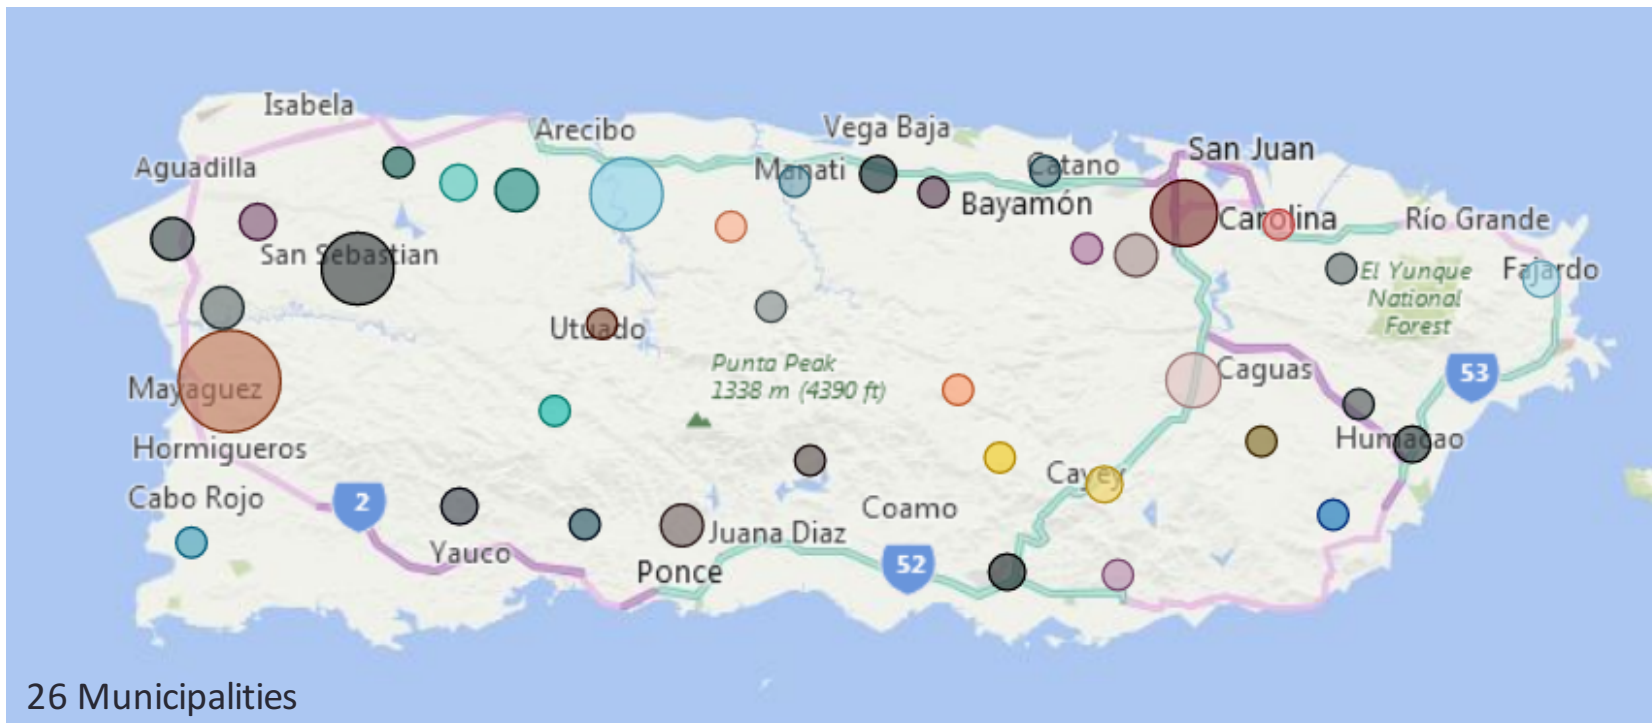 Isabela
Arecibo
Vega Baja
San Juan
Aguadilla
Manati
Catano
Bayamón
Carolina
Río Grande
San Sebastian
El Yunque
National
Forest
Fajardo
Utuado
Punta Peak
1338 m (4390 ft)
Caguas
53
Mayaguez
Hormigueros
Humacao
Cayey
Cabo Rojo
2
Coamo
Juana Diaz
Yauco
Ponce
52
26 Municipalities